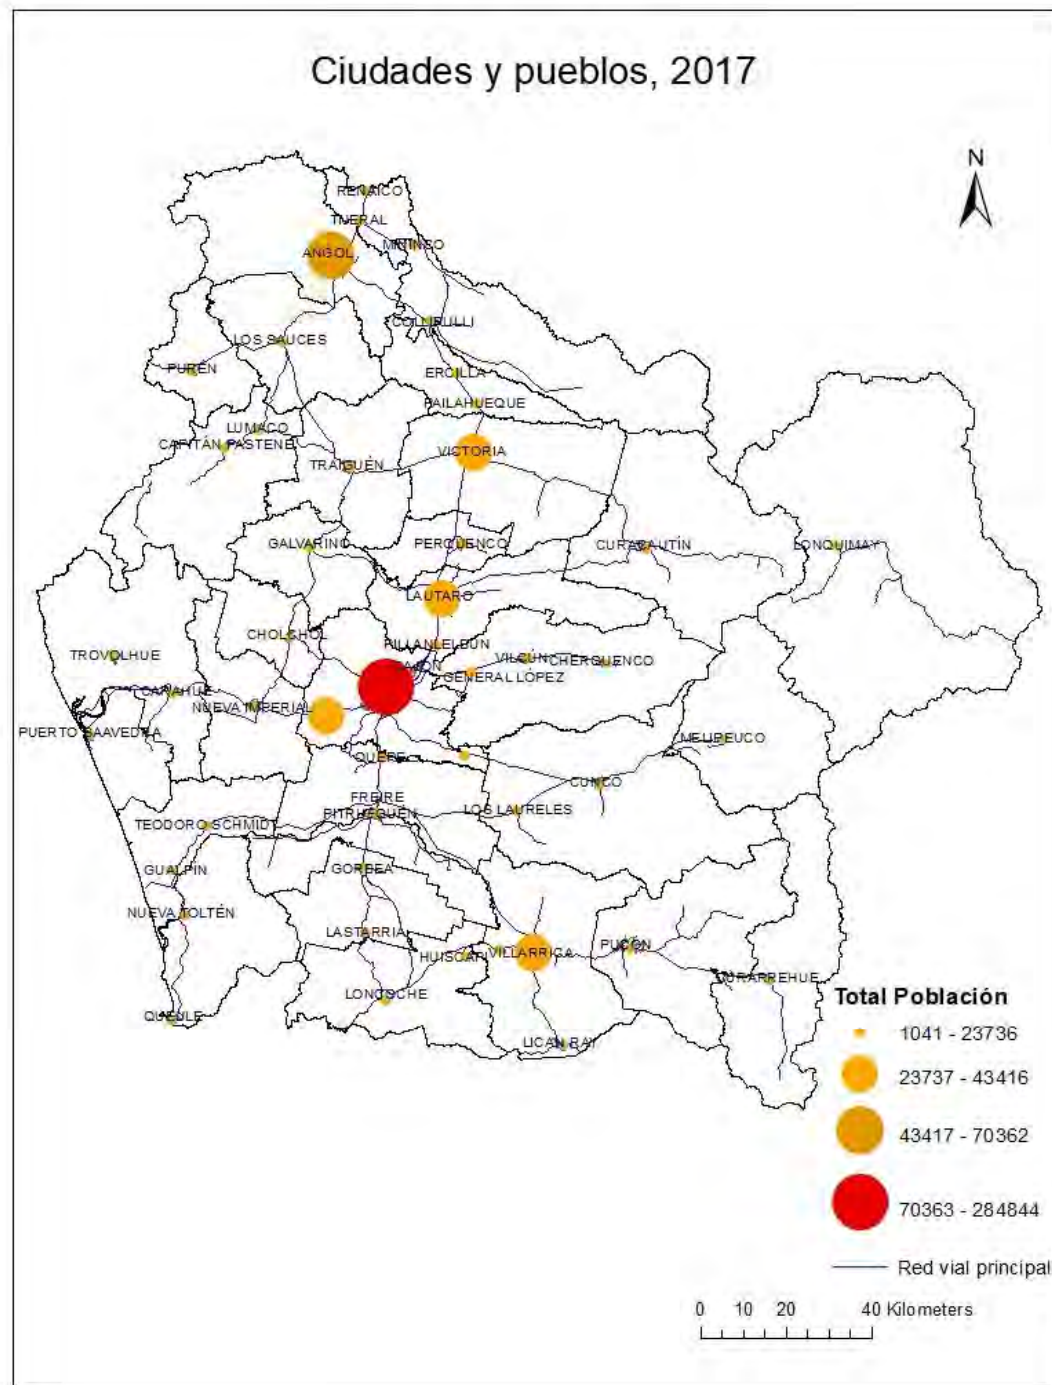 Ciudades y pueblos, 2017
N
RENAICO
TIJERAL
MININCO
ANGOL
COLLIPULLI
LOS SAUCES
PURÉN
ERCILLA
PAILAHUEQUE
LUMACO
CAPITÁN PASTENE
VICTORIA
TRAIGUÉN
GALVARINO
PERQUENCO
CURACAUTÍN
LONQUIMAY
LAUTARO
CHOLCHOL
PILLANLELBÚN
TROVOLHUE
CAJÓN
VILCÚN
CHERQUENCO
GENERAL LÓPEZ
CARAHUE
NUEVA IMPERIAL
PUERTO SAAVEDRA
MELIPEUCO
QUEPE
CUNCO
FREIRE
PITRUFQUÉN
LOS LAURELES
TEODORO SCHMIDT
GUALPÍN
GORBEA
NUEVA TOLTÉN
LASTARRIA
HUISCAPI
VILLARRICA
PUCÓN
CURARREHUE
LONCOCHE
QUEULE
LICAN RAY
Total Población
1041 - 23736
23737 - 43416
43417 - 70362
70363 - 284844
Red vial principal
0 10 20 40 Kilometers